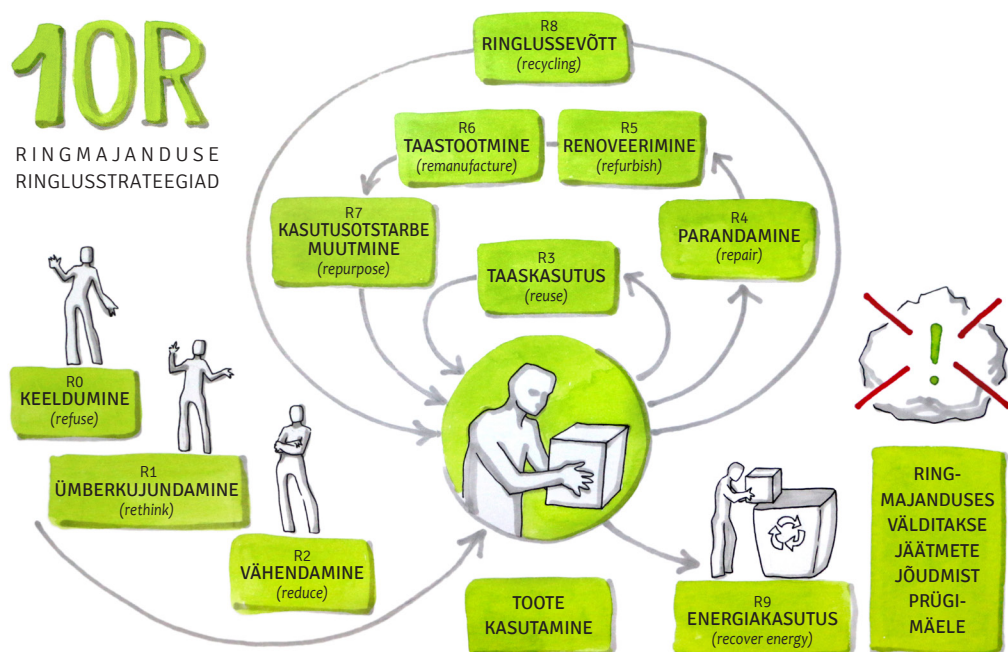 10R
RINGMAJANDUSE
RINGLUSSTRATEEGIAD
R8
RINGLUSSEVÕTT
(recycling)
R6
TAASTOOTMINE
(remanufacture)
R5
RENOVEERIMINE
(refurbish)
R7
KASUTUSOTSTARBE
MUUTMINE
(repurpose)
R3
TAASKASUTUS
(reuse)
R4
PARANDAMINE
(repair)
R0
KEELDUMINE
(refuse)
R1
ÜMBERKUJUNDAMINE
(rethink)
R2
VÄHENDAMINE
(reduce)
TOOTE
KASUTAMINE
R9
ENERGIAKASUTUS
(recover energy)
!
RING-
MAJANDUSES
VÄLDITAKSE
JÄÄTMETE
JÕUDMIST
PRÜGI-
MÄELE